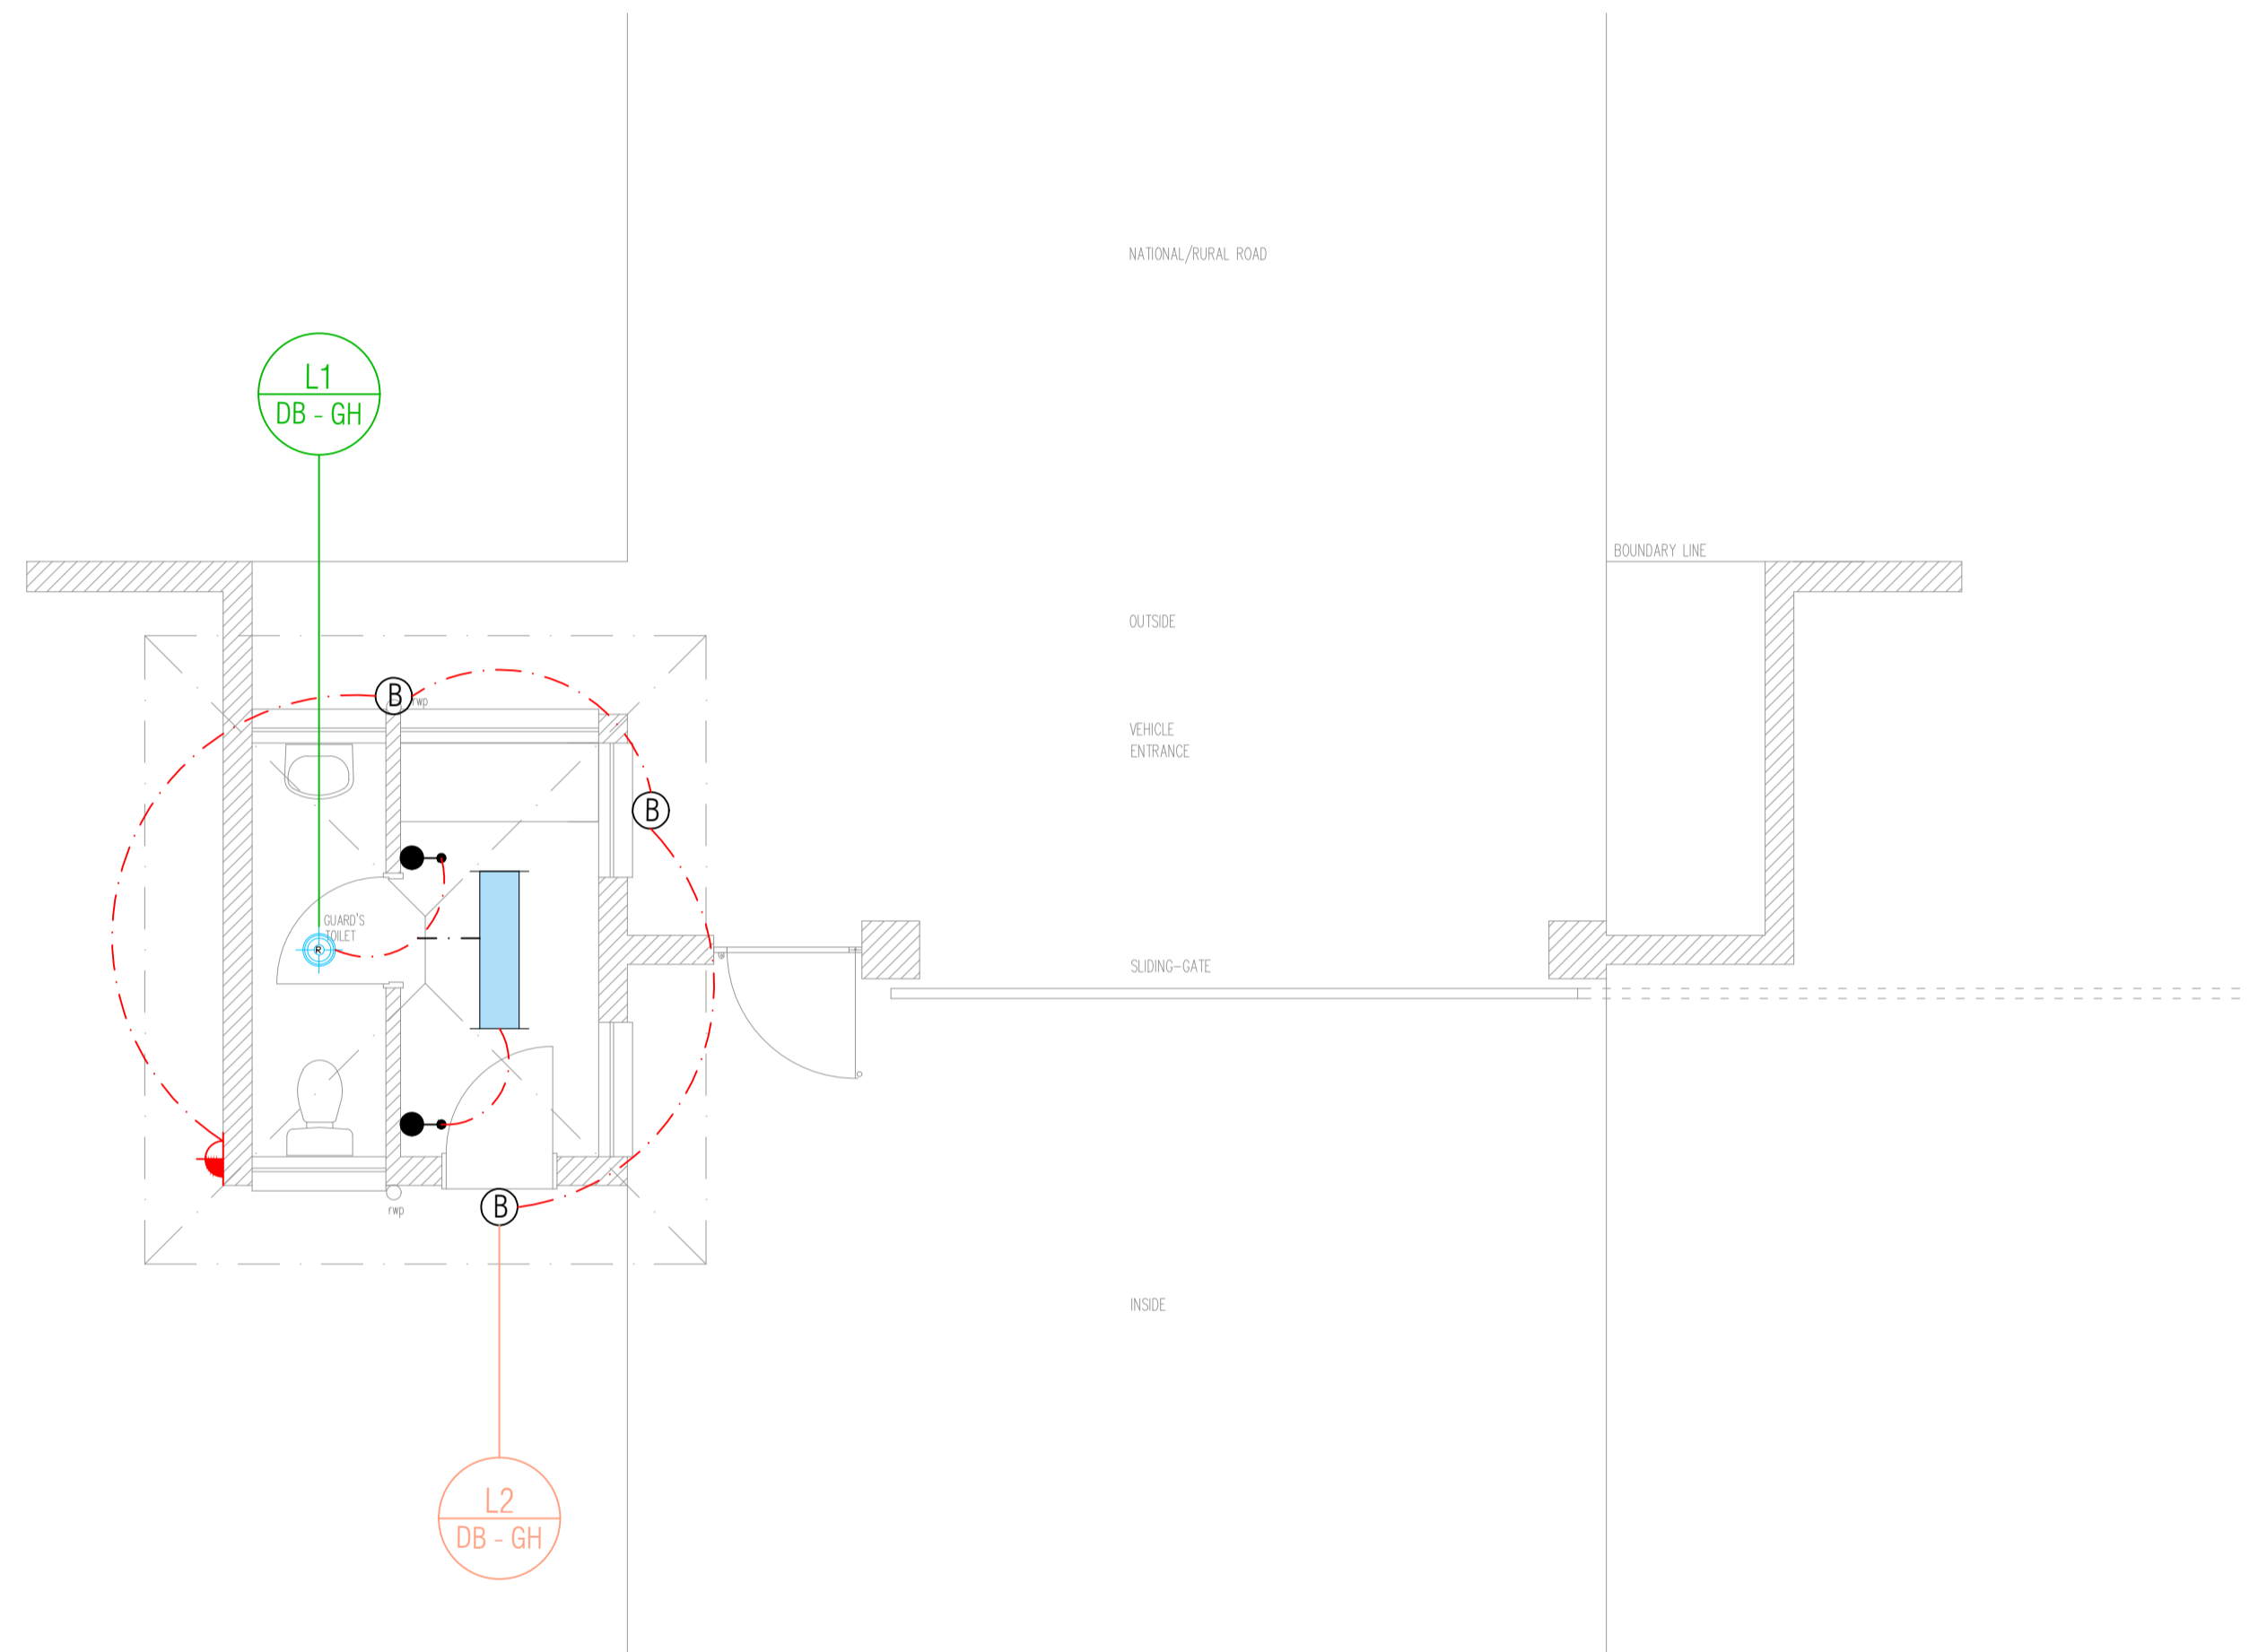 NATIONAL/RURAL ROAD
L1
DB - GH
BOUNDARY LINE
OUTSIDE
B
rwp
VEHICLE
ENTRANCE
B
GUARD'S
TOILET
R
SLIDING-GATE
B
rwp
INSIDE
L2
DB - GH